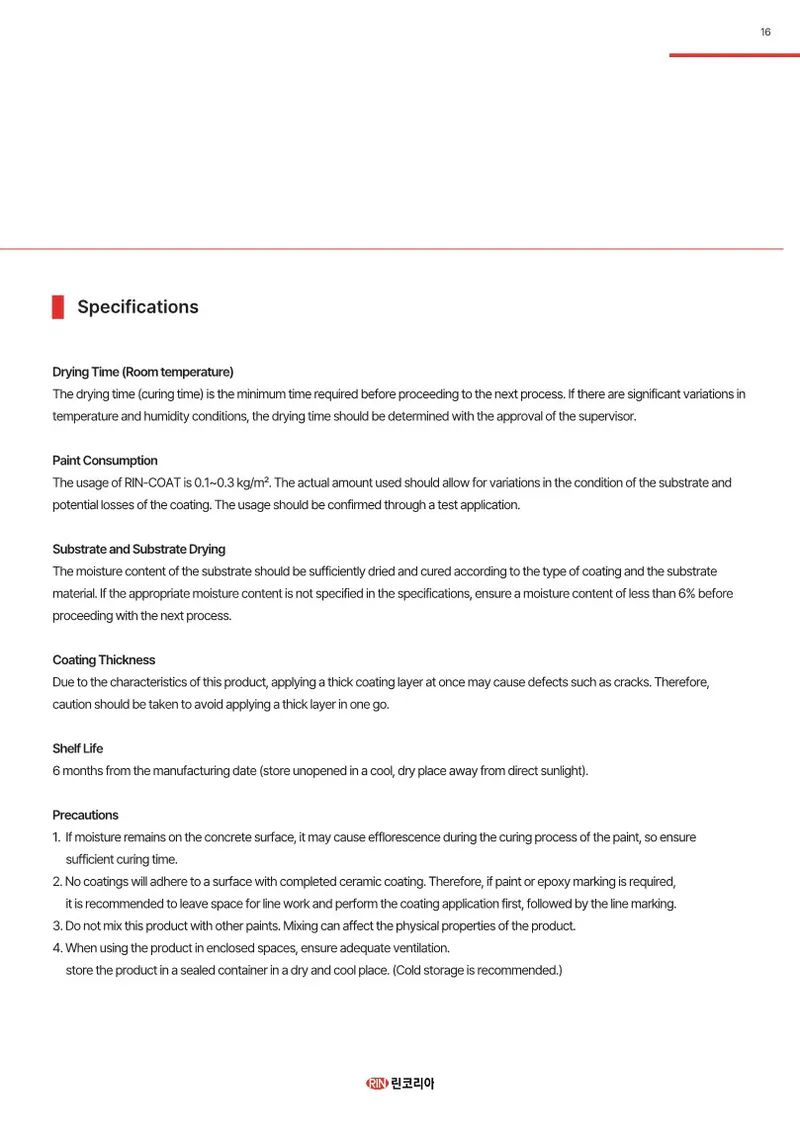 16
Specifications
Drying Time (Room temperature)
The drying time (curing time) is the minimum time required before proceeding to the next process. If there are significant variations in
temperature and humidity conditions, the drying time should be determined with the approval of the supervisor.
Paint Consumption
The usage of RIN-COAT is 0.1~0.3 kg/m². The actual amount used should allow for variations in the condition of the substrate and
potential losses of the coating. The usage should be confirmed through a test application.
Substrate and Substrate Drying
The moisture content of the substrate should be sufficiently dried and cured according to the type of coating and the substrate
material. If the appropriate moisture content is not specified in the specifications, ensure a moisture content of less than 6% before
proceeding with the next process.
Coating Thickness
Due to the characteristics of this product, applying a thick coating layer at once may cause defects such as cracks. Therefore,
caution should be taken to avoid applying a thick layer in one go.
Shelf Life
6 months from the manufacturing date (store unopened in a cool, dry place away from direct sunlight).
Precautions
1. If moisture remains on the concrete surface, it may cause efflorescence during the curing process of the paint, so ensure
sufficient curing time.
2. No coatings will adhere to a surface with completed ceramic coating. Therefore, if paint or epoxy marking is required,
it is recommended to leave space for line work and perform the coating application first, followed by the line marking.
3. Do not mix this product with other paints. Mixing can affect the physical properties of the product.
4. When using the product in enclosed spaces, ensure adequate ventilation.
store the product in a sealed container in a dry and cool place. (Cold storage is recommended.)
RIN 린코리아